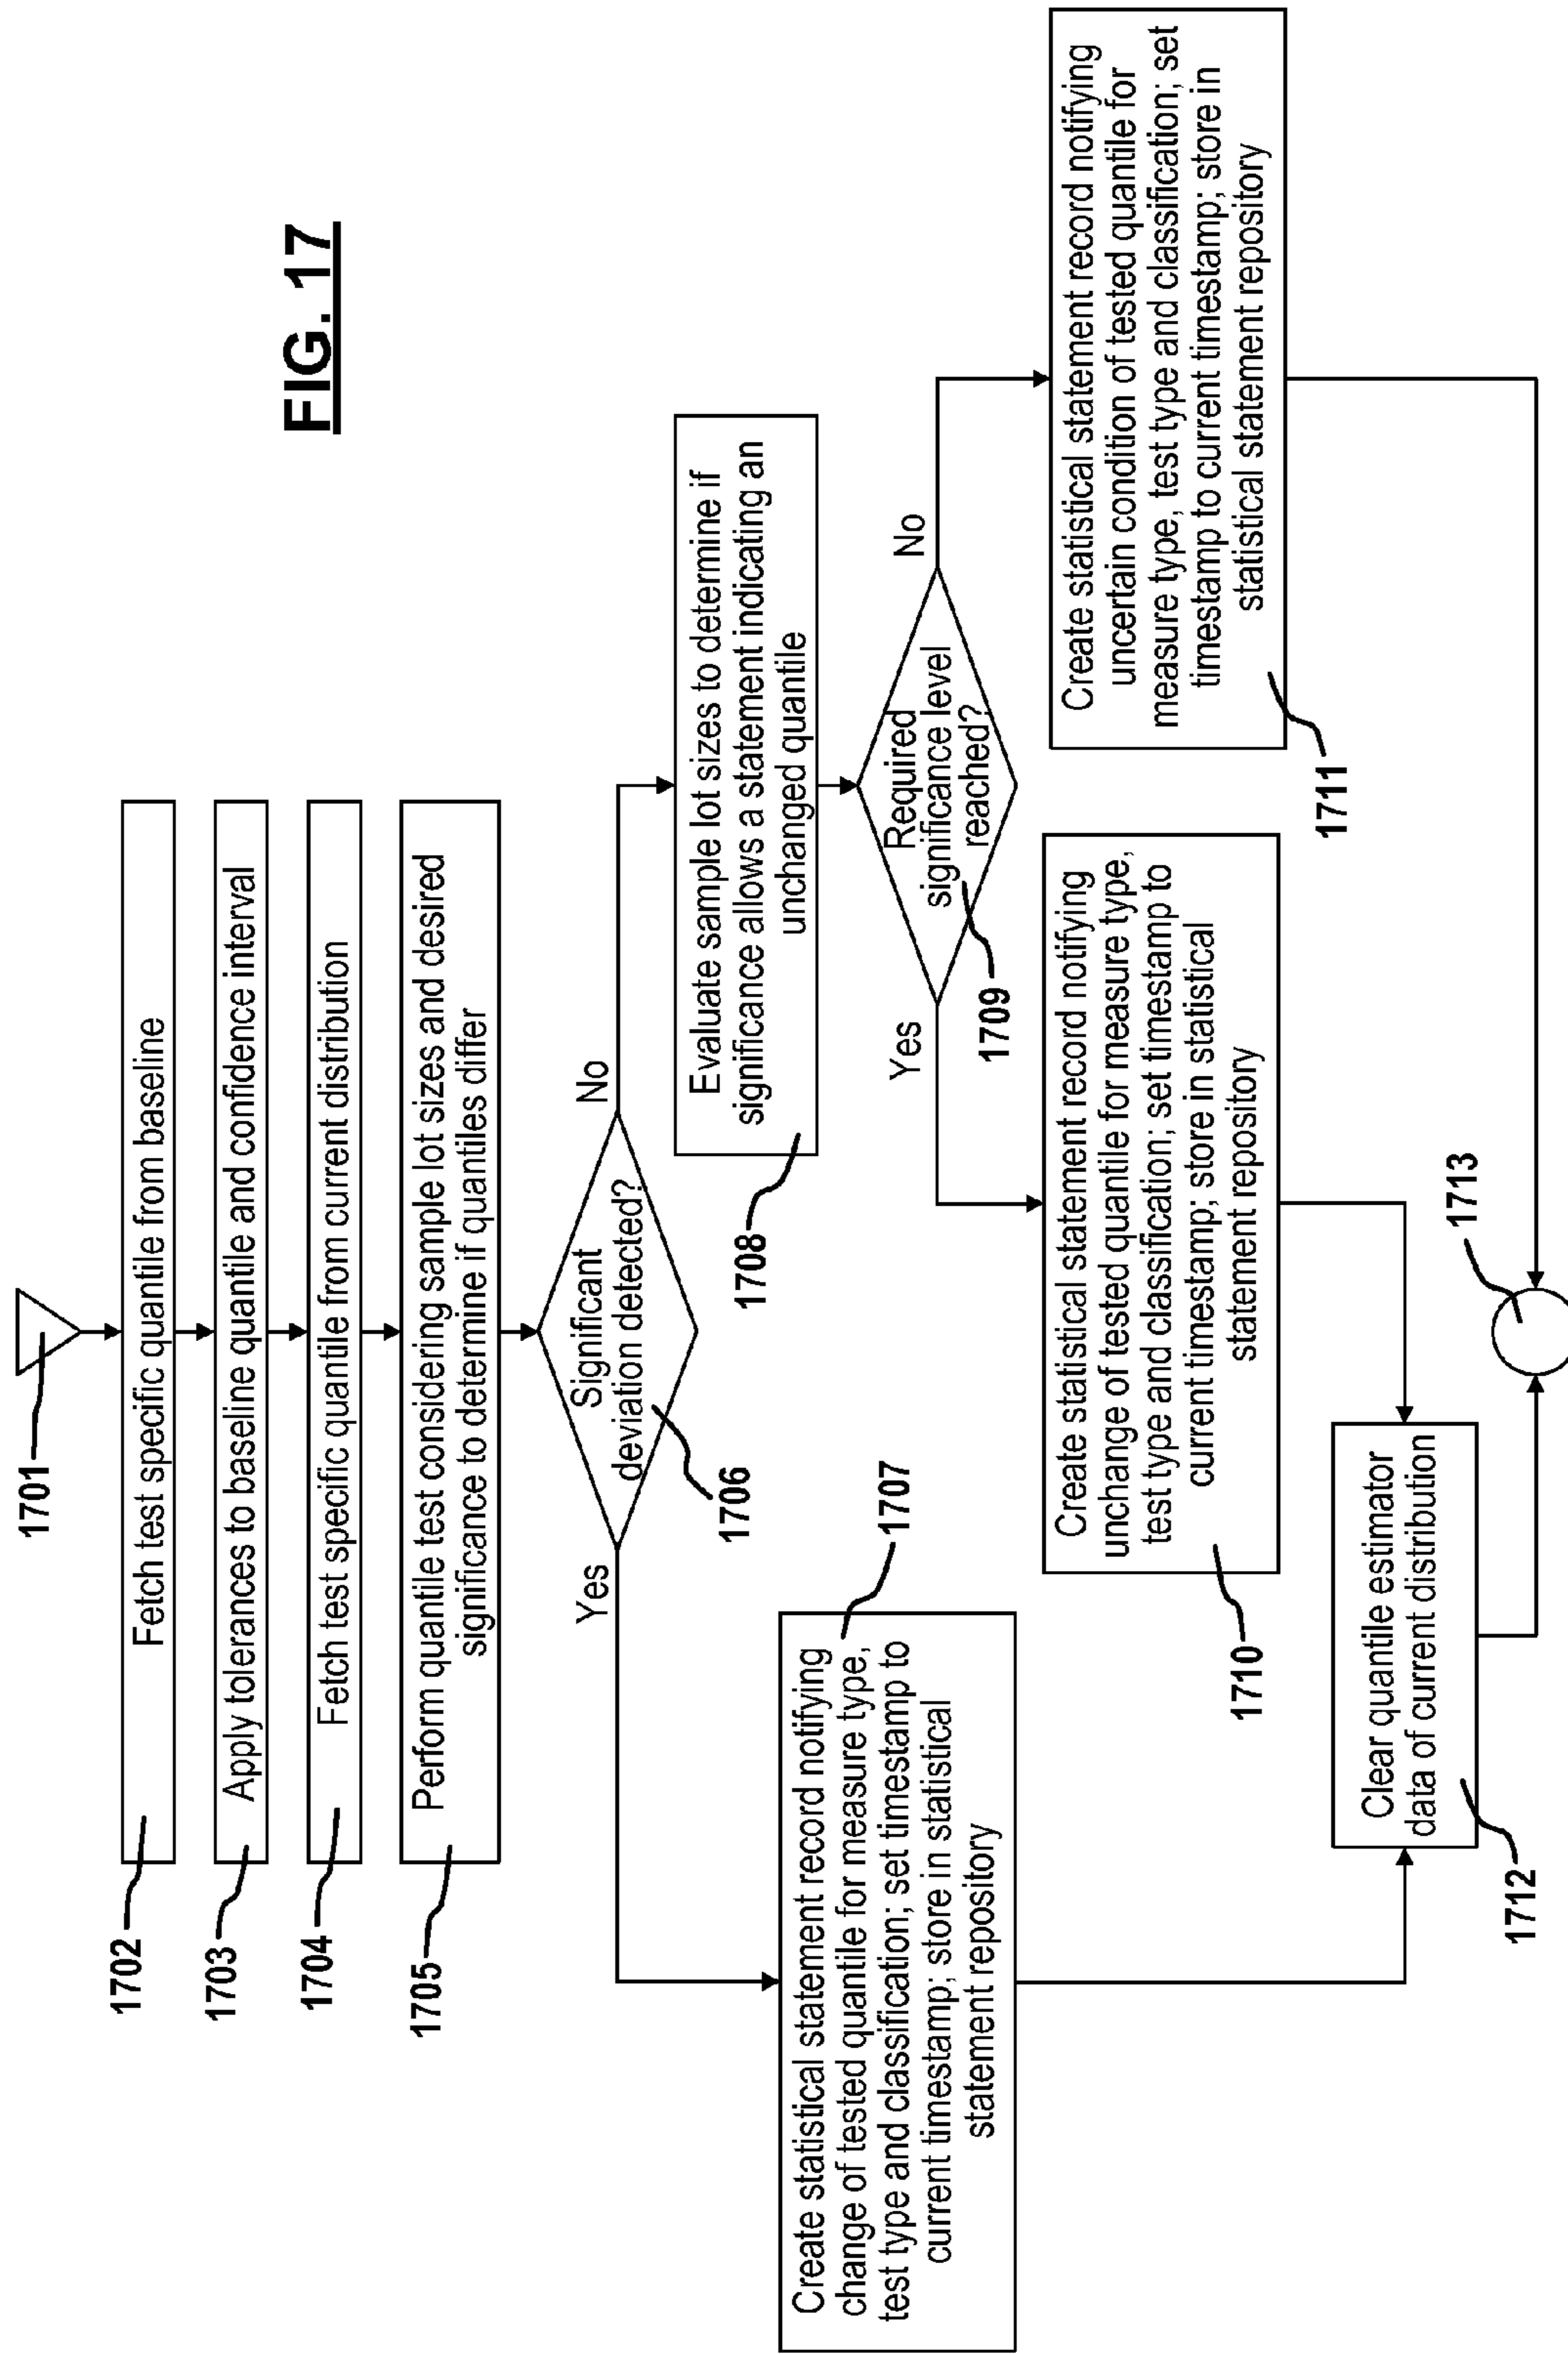 FIG. 17
1701
Fetch test specific quantile from baseline
1702
Apply tolerances to baseline quantile and confidence interval
1703
Fetch test specific quantile from current distribution
1704
Perform quantile test considering sample lot sizes and desired
significance to determine if quantiles differ
1705
Significant
deviation detected?
1706
Yes
No
Create statistical statement record notifying
change of tested quantile for measure type,
test type and classification; set timestamp to
current timestamp; store in statistical
statement repository
1707
Evaluate sample lot sizes to determine if
significance allows a statement indicating an
unchanged quantile
1708
Required
significance level
reached?
1709
Yes
No
Create statistical statement record notifying
unchange of tested quantile for measure type,
test type and classification; set timestamp to
current timestamp; store in statistical
statement repository
1710
Create statistical statement record notifying
uncertain condition of tested quantile for
measure type, test type and classification; set
timestamp to current timestamp; store in
statistical statement repository
1711
Clear quantile estimator
data of current distribution
1712
1713